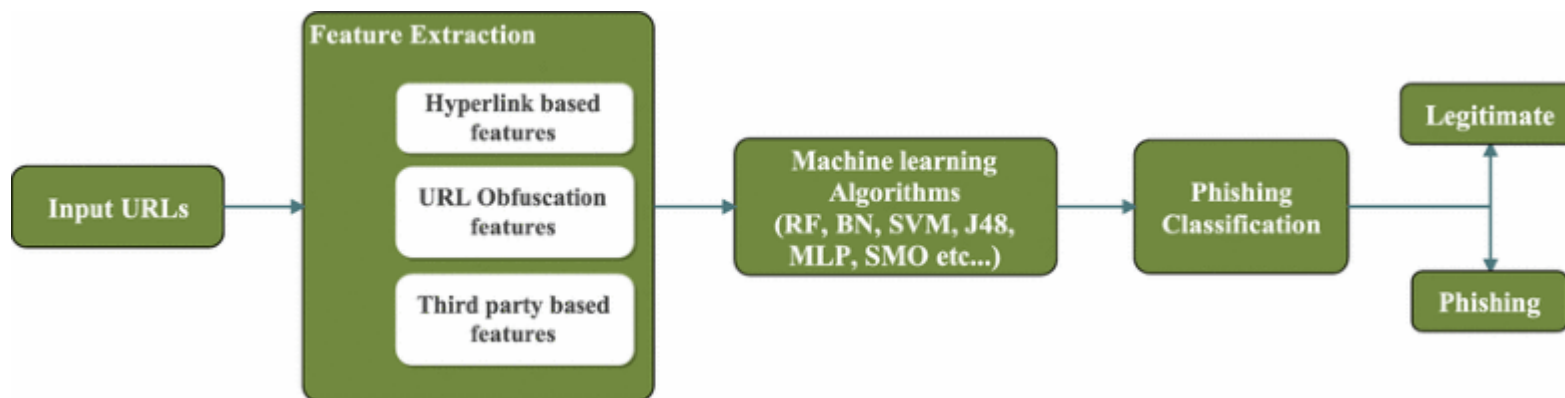 Input URLs
Feature Extraction
Hyperlink based
features
URL Obfuscation
features
Third party based
features
Machine learning
Algorithms
(RF, BN, SVM, J48,
MLP, SMO etc...)
Phishing
Classification
Legitimate
Phishing